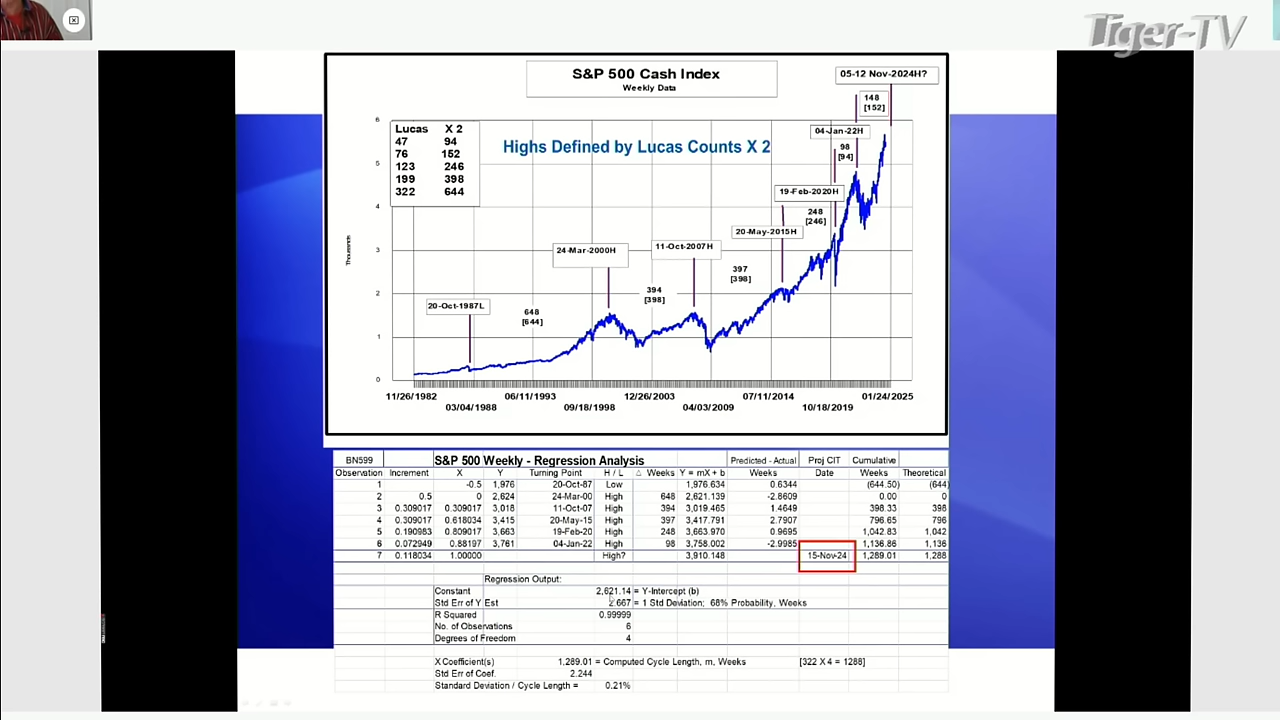 Tiger-TV
S&P 500 Cash Index
Weekly Data
05-12 Nov-2024H?
148
[152]
04-Jan-22H
98
[94]
19-Feb-2020H
248
[246]
20-May-2015H
397
[398]
11-Oct-2007H
394
[398]
24-Mar-2000H
648
[644]
20-Oct-1987L
Highs Defined by Lucas Counts X 2
Lucas X 2
47 94
76 152
123 246
199 398
322 644
6
5
4
3
2
1
0
Thousands
11/26/1982 06/11/1993 12/26/2003 07/11/2014 01/24/2025
03/04/1988 09/18/1998 04/03/2009 10/18/2019
BN599 S&P 500 Weekly - Regression Analysis Predicted - Actual Proj CIT Cumulative
Observation Increment X Y Turning Point H / L △ Weeks Y = mX + b Weeks Date Weeks Theoretical
1 -0.5 1,976 20-Oct-87 Low 1,976.634 0.6344 (644.50) (644)
2 0.5 0 2,624 24-Mar-00 High 648 2,621.139 -2.8609 0.00 0
3 0.309017 0.309017 3,018 11-Oct-07 High 394 3,019.465 1.4649 398.33 398
4 0.309017 0.618034 3,415 20-May-15 High 397 3,417.791 2.7907 796.65 796
5 0.190983 0.809017 3,663 19-Feb-20 High 248 3,663.970 0.9695 1,042.83 1,042
6 0.072949 0.88197 3,761 04-Jan-22 High 98 3,758.002 -2.9985 1,136.86 1,136
7 0.118034 1.00000 High? 3,910.148 15-Nov-24 1,289.01 1,288
Regression Output:
Constant 2,621.14 = Y-Intercept (b)
Std Err of Y Est 2.667 = 1 Std Deviation; 68% Probability, Weeks
R Squared 0.99999
No. of Observations 6
Degrees of Freedom 4
X Coefficient(s) 1,289.01 = Computed Cycle Length, m, Weeks [322 X 4 = 1288]
Std Err of Coef. 2.244
Standard Deviation / Cycle Length = 0.21%